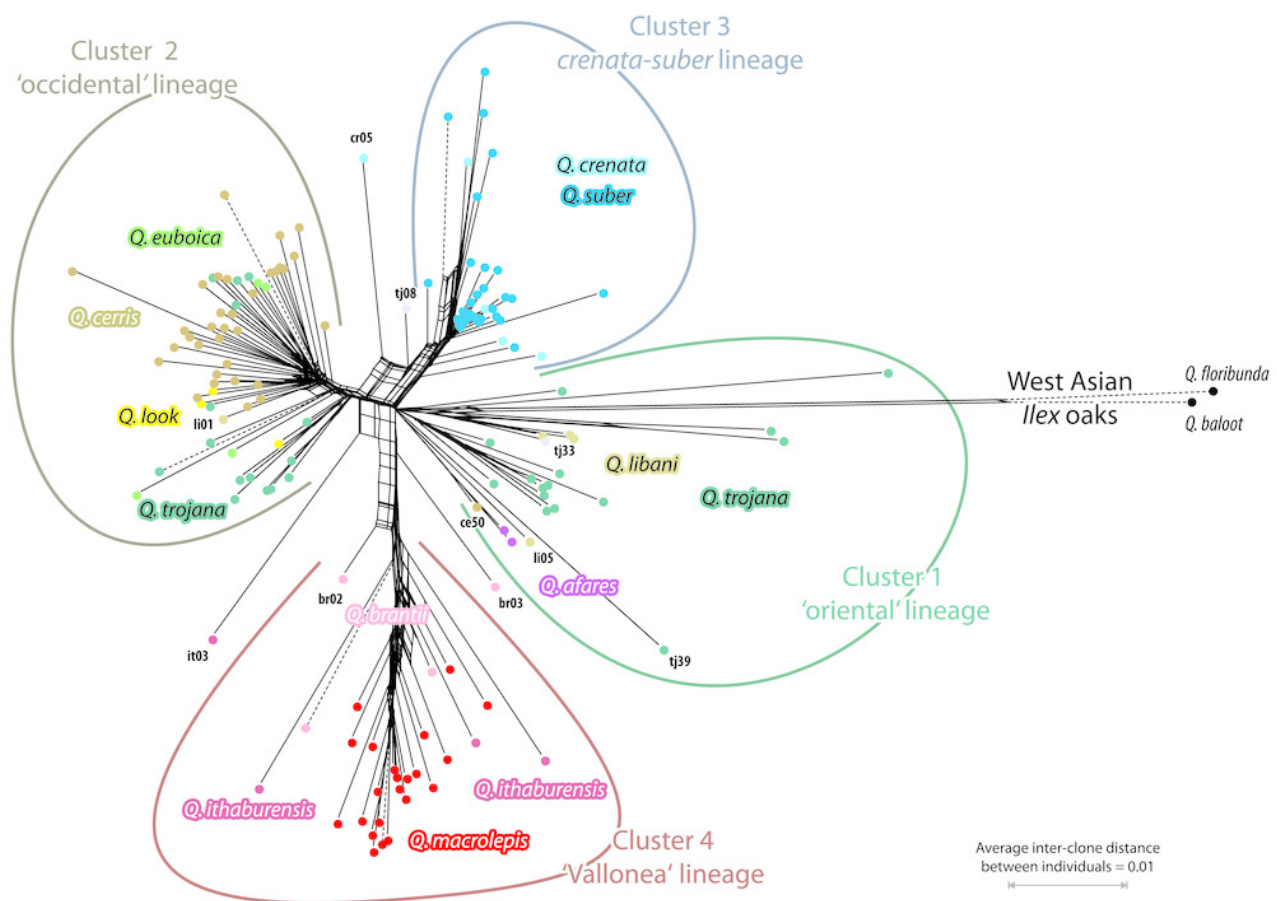 Cluster 3
crenata-suber lineage
Cluster 2
'occidental' lineage
cr05
Q. crenata
Q. suber
Q. euboica
tj08
Q. cerris
West Asian
Ilex oaks
Q. floribunda
Q. baloot
Q. look
li01
tj33
Q. libani
Q. trojana
Q. trojana
ce50
li05
Q. afares
Cluster 1
'oriental' lineage
br02
br03
Q. brantii
it03
tj39
Q. ithaburensis
Q. ithaburensis
Q. macrolepis
Cluster 4
'Vallonea' lineage
Average inter-clone distance
between individuals = 0.01